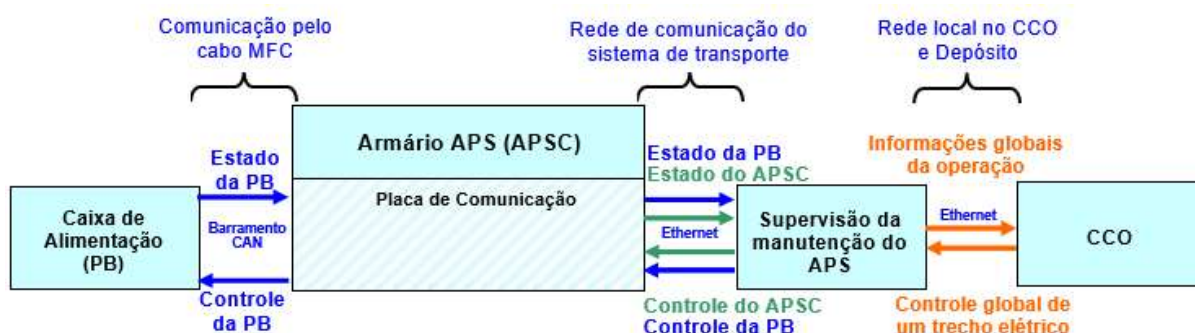 Comunicação pelo
cabo MFC
Rede de comunicação do
sistema de transporte
Rede local no CCO
e Depósito
Armário APS (APSC)
Placa de Comunicação
Estado
da PB
Caixa de
Alimentação
(PB)
Barramento
CAN
Controle
da PB
Estado da PB
Estado do APSC
Ethernet
Controle do APSC
Controle da PB
Supervisão da
manutenção do
APS
Informações globais
da operação
Ethernet
Controle global de
um trecho elétrico
CCO